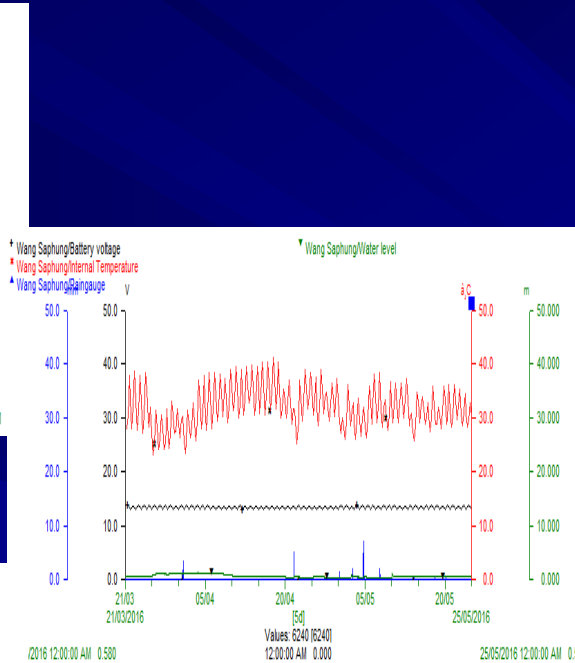 Wang Saphung/Battery voltage
Wang Saphung/Water level
Wang Saphung/Internal Temperature
Wang Saphung/Raingauge
mm V à¸C m
50.0 50.0 50.0 50.000
40.0 40.0 40.0 40.000
30.0 30.0 30.0 30.000
20.0 20.0 20.0 20.000
10.0 10.0 10.0 10.000
0.0 0.0 0.0 0.000
21/03 05/04 20/04 05/05 20/05
21/03/2016 [5d] 25/05/2016
Values: 6240 [6240]
/2016 12:00:00 AM 0.580 12:00:00 AM 0.000 25/05/2016 12:00:00 AM